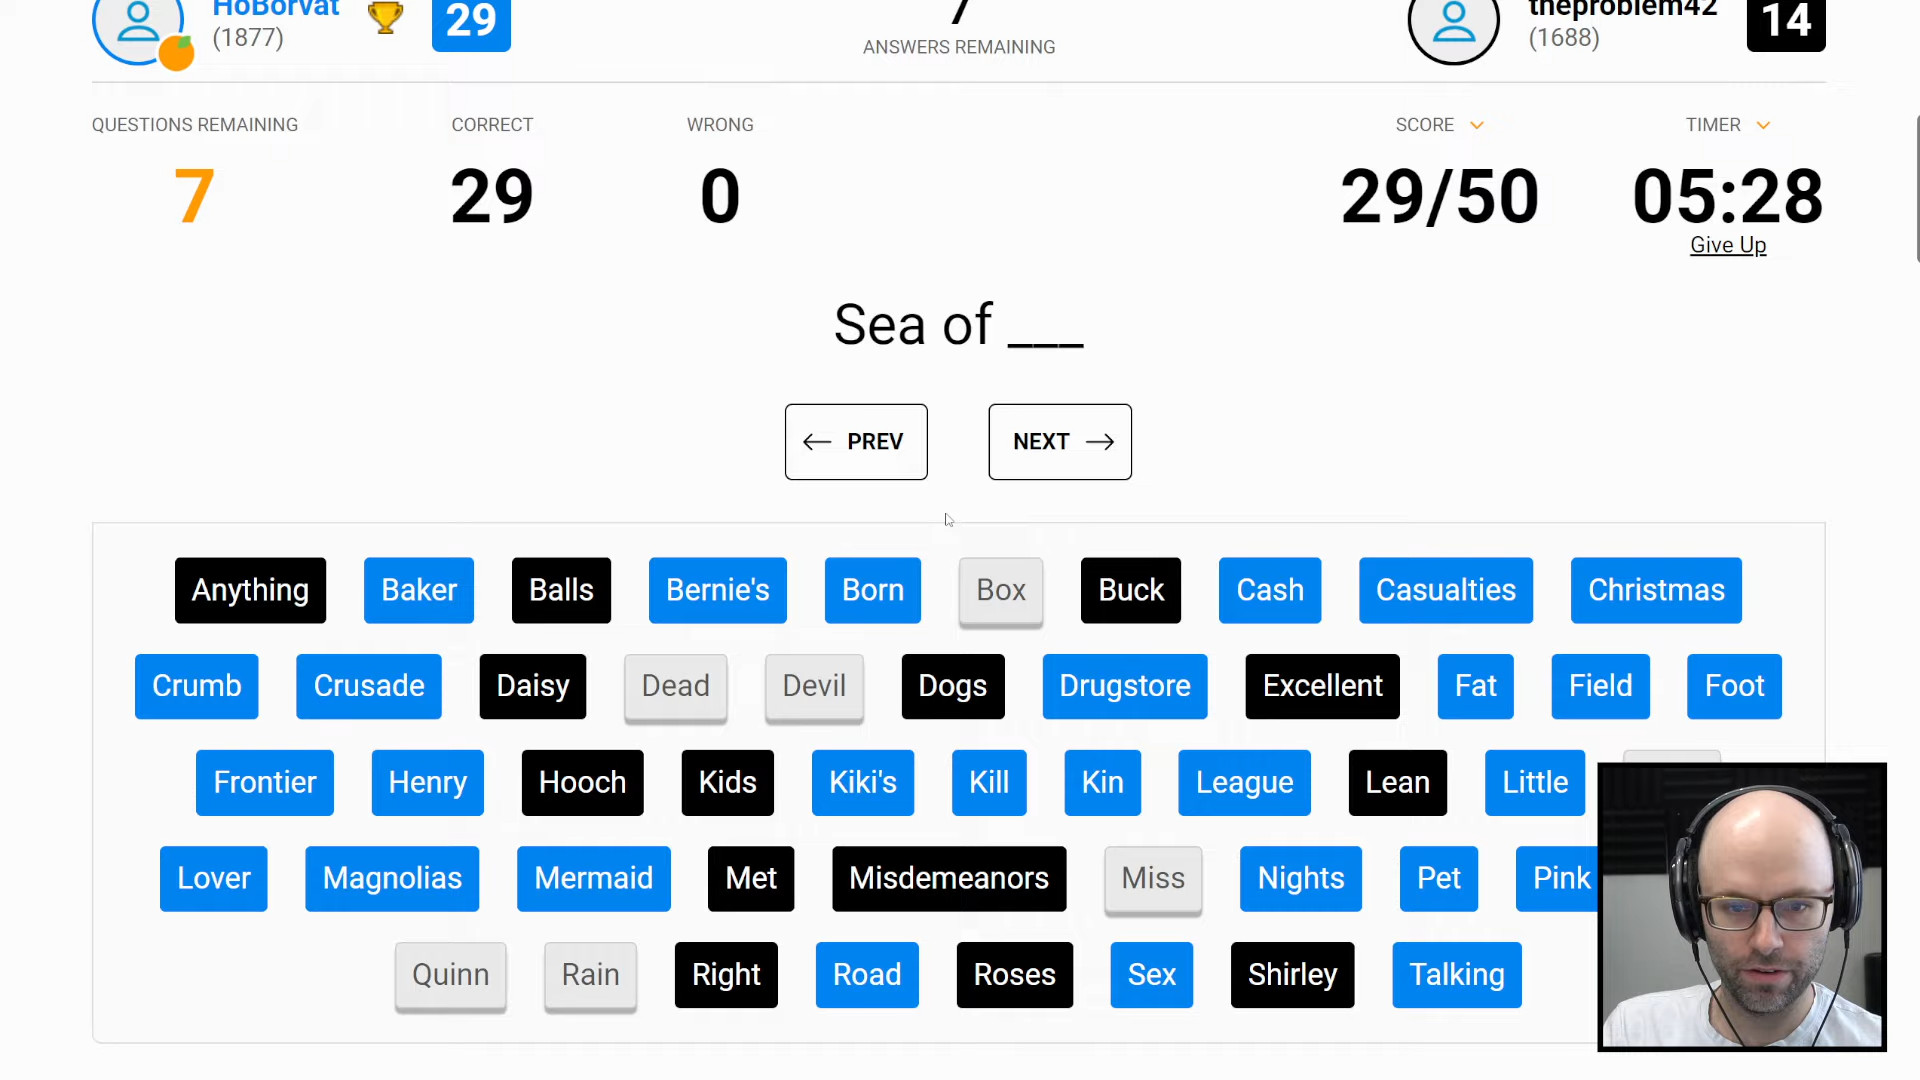 HoBorvat
(1877)
29
7
ANSWERS REMAINING
theproblem42
(1688)
14
QUESTIONS REMAINING
7
CORRECT
29
WRONG
0
SCORE
29/50
TIMER
05:28
Give Up
Sea of ___
← PREV
NEXT →
Anything Baker Balls Bernie's Born Box Buck Cash Casualties Christmas
Crumb Crusade Daisy Dead Devil Dogs Drugstore Excellent Fat Field Foot
Frontier Henry Hooch Kids Kiki's Kill Kin League Lean Little
Lover Magnolias Mermaid Met Misdemeanors Miss Nights Pet Pink
Quinn Rain Right Road Roses Sex Shirley Talking